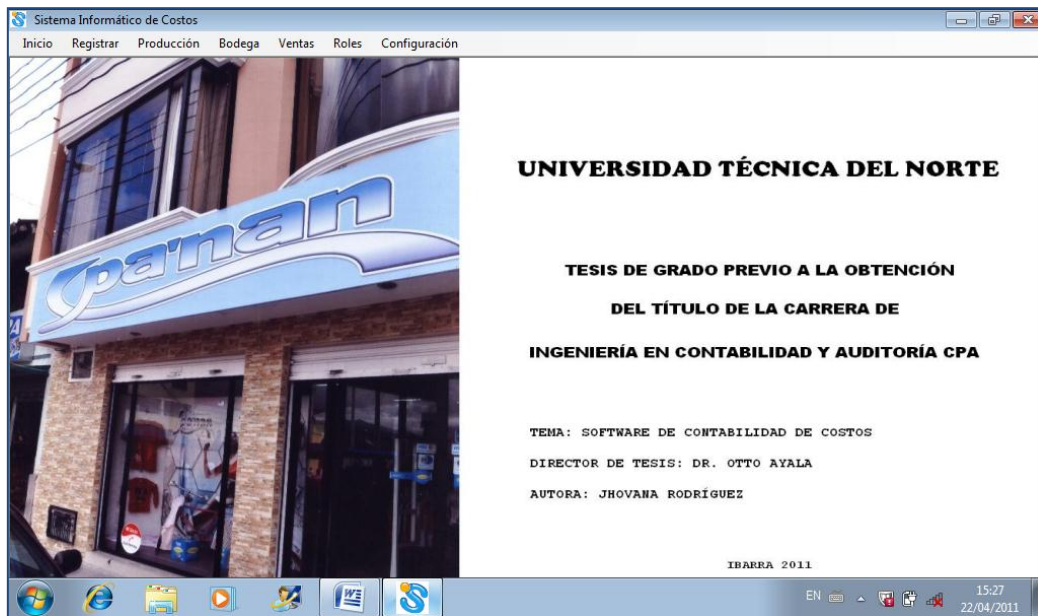 Sistema Informático de Costos
Inicio Registrar Producción Bodega Ventas Roles Configuración
pa'nan
UNIVERSIDAD TÉCNICA DEL NORTE
TESIS DE GRADO PREVIO A LA OBTENCIÓN
DEL TÍTULO DE LA CARRERA DE
INGENIERÍA EN CONTABILIDAD Y AUDITORÍA CPA
TEMA: SOFTWARE DE CONTABILIDAD DE COSTOS
DIRECTOR DE TESIS: DR. OTTO AYALA
AUTORA: JHOVANA RODRÍGUEZ
IBARRA 2011
EN
15:27
22/04/2011